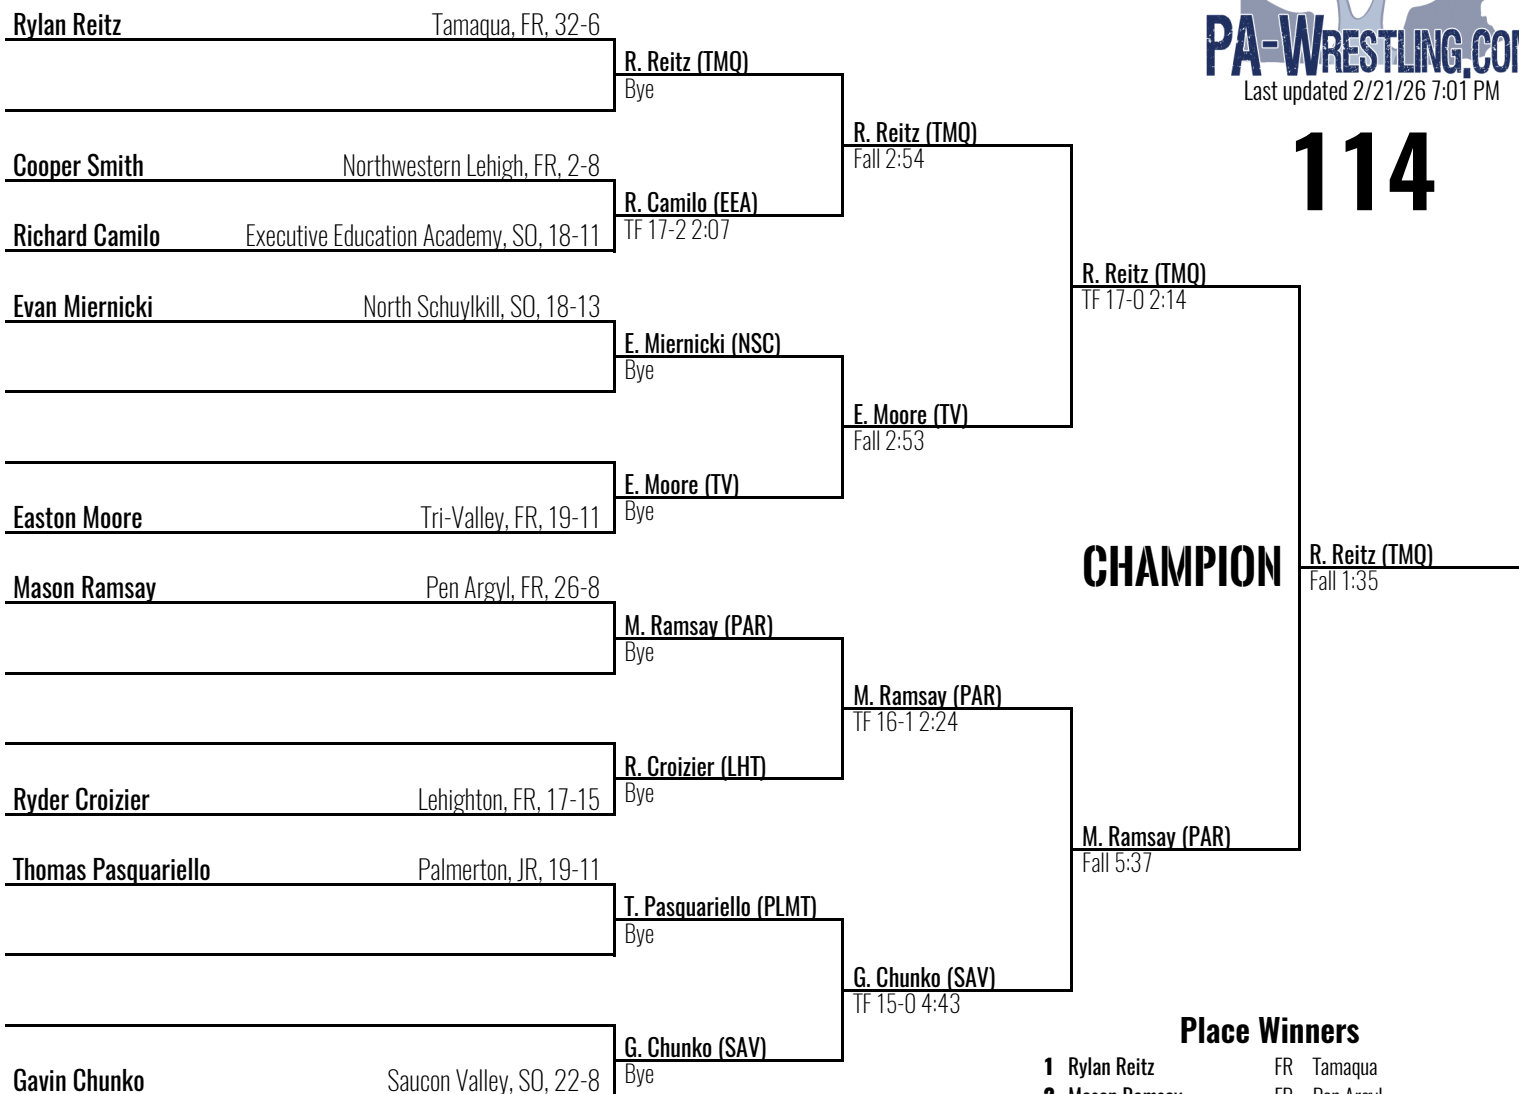 Rylan Reitz Tamaqua, FR, 32-6
R. Reitz (TMQ)
Bye
PA-WRESTLING.CO
Last updated 2/21/26 7:01 PM
114
R. Reitz (TMQ)
Fall 2:54
Cooper Smith Northwestern Lehigh, FR, 2-8
R. Camilo (EEA)
TF 17-2 2:07
Richard Camilo Executive Education Academy, SO, 18-11
R. Reitz (TMQ)
TF 17-0 2:14
Evan Miernicki North Schuylkill, SO, 18-13
E. Miernicki (NSC)
Bye
E. Moore (TV)
Fall 2:53
E. Moore (TV)
Bye
Easton Moore Tri-Valley, FR, 19-11
CHAMPION
R. Reitz (TMQ)
Fall 1:35
Mason Ramsay Pen Argyl, FR, 26-8
M. Ramsay (PAR)
Bye
M. Ramsay (PAR)
TF 16-1 2:24
R. Croizier (LHT)
Bye
Ryder Croizier Lehighton, FR, 17-15
M. Ramsay (PAR)
Fall 5:37
Thomas Pasquariello Palmerton, JR, 19-11
T. Pasquariello (PLMT)
Bye
G. Chunko (SAV)
TF 15-0 4:43
G. Chunko (SAV)
Bye
Gavin Chunko Saucon Valley, SO, 22-8
Place Winners
1 Rylan Reitz FR Tamaqua
2 Mason Ramsay FR Pen Argyl